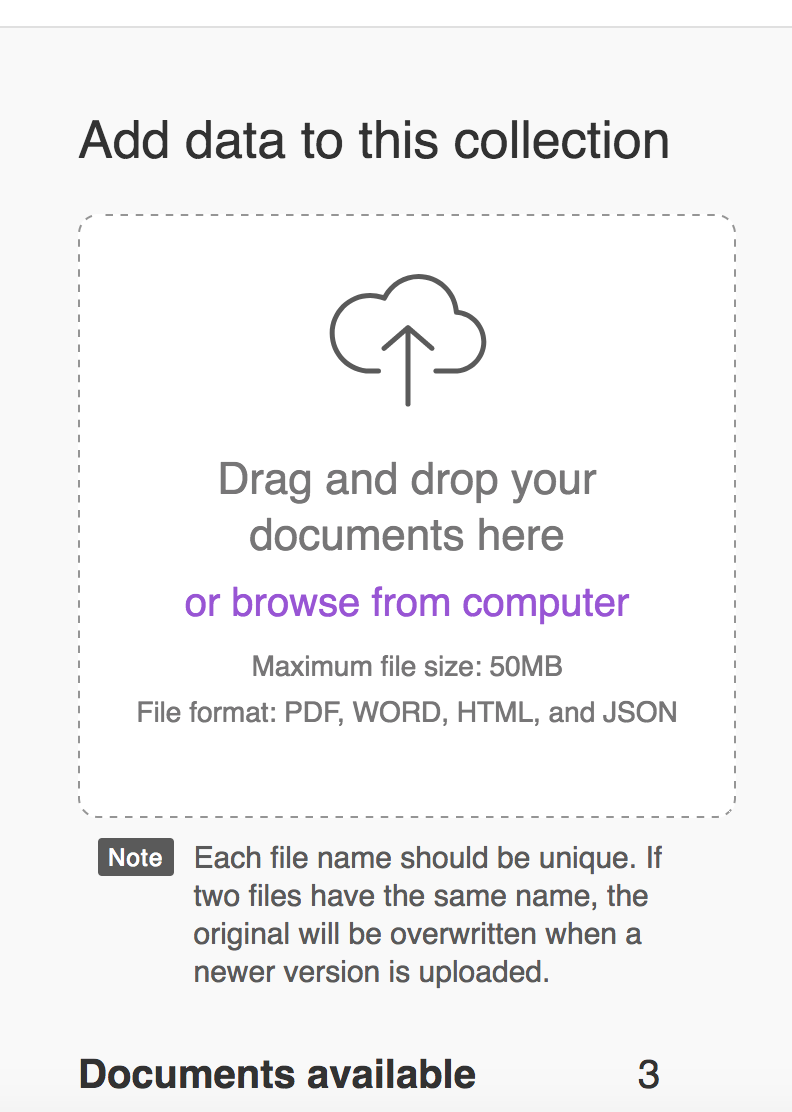 Add data to this collection
Drag and drop your
documents here
or browse from computer
Maximum file size: 50MB
File format: PDF, WORD, HTML, and JSON
Note Each file name should be unique. If
two files have the same name, the
original will be overwritten when a
newer version is uploaded.
Documents available 3